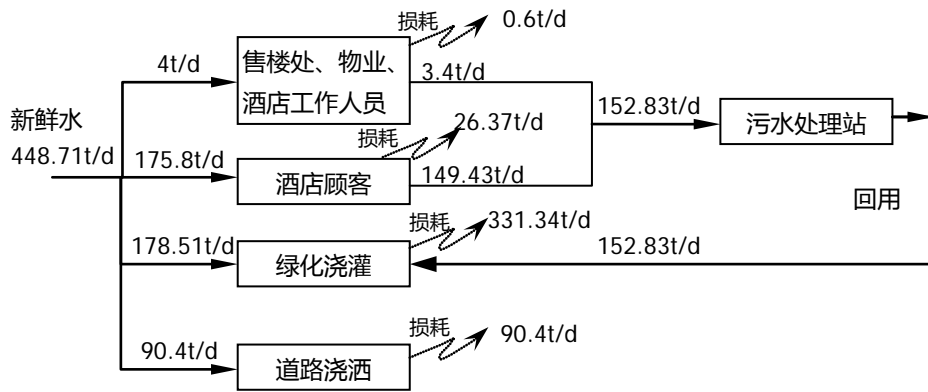 损耗
0.6t/d
4t/d
售楼处、物业、
酒店工作人员
3.4t/d
新鲜水
448.71t/d
152.83t/d
污水处理站
损耗
26.37t/d
175.8t/d
酒店顾客
149.43t/d
回用
损耗
331.34t/d
178.51t/d
绿化浇灌
152.83t/d
损耗
90.4t/d
90.4t/d
道路浇洒